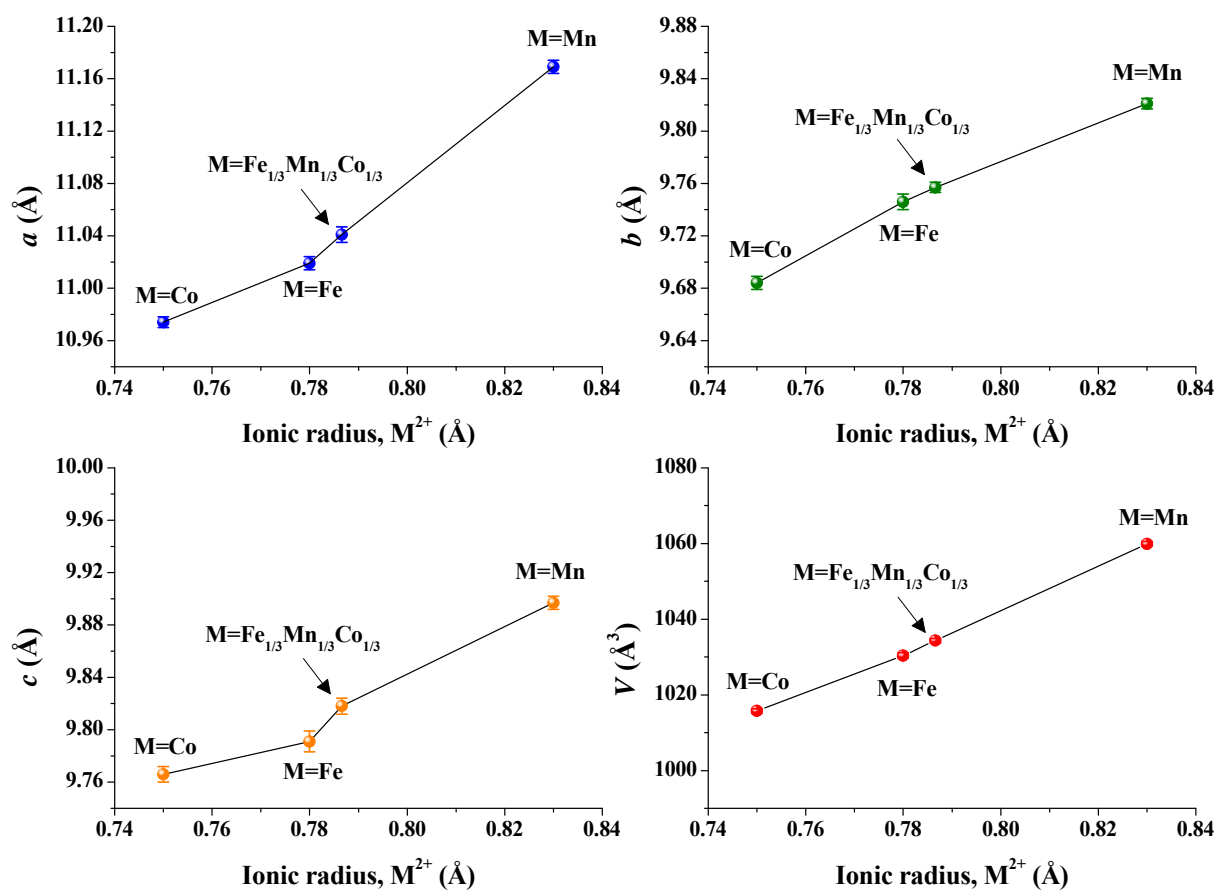 11.20
11.16
11.12
11.08
11.04
11.00
10.96
a (Å)
M=Mn
M=Fe1/3Mn1/3Co1/3
M=Co
M=Fe
0.74 0.76 0.78 0.80 0.82 0.84
Ionic radius, M2+ (Å)
9.88
9.84
9.80
9.76
9.72
9.68
9.64
b (Å)
M=Mn
M=Fe1/3Mn1/3Co1/3
M=Fe
M=Co
0.74 0.76 0.78 0.80 0.82 0.84
Ionic radius, M2+ (Å)
10.00
9.96
9.92
9.88
9.84
9.80
9.76
c (Å)
M=Mn
M=Fe1/3Mn1/3Co1/3
M=Co
M=Fe
0.74 0.76 0.78 0.80 0.82 0.84
Ionic radius, M2+ (Å)
1080
1060
1040
1020
1000
V (Å3)
M=Mn
M=Fe1/3Mn1/3Co1/3
M=Co
M=Fe
0.74 0.76 0.78 0.80 0.82 0.84
Ionic radius, M2+ (Å)